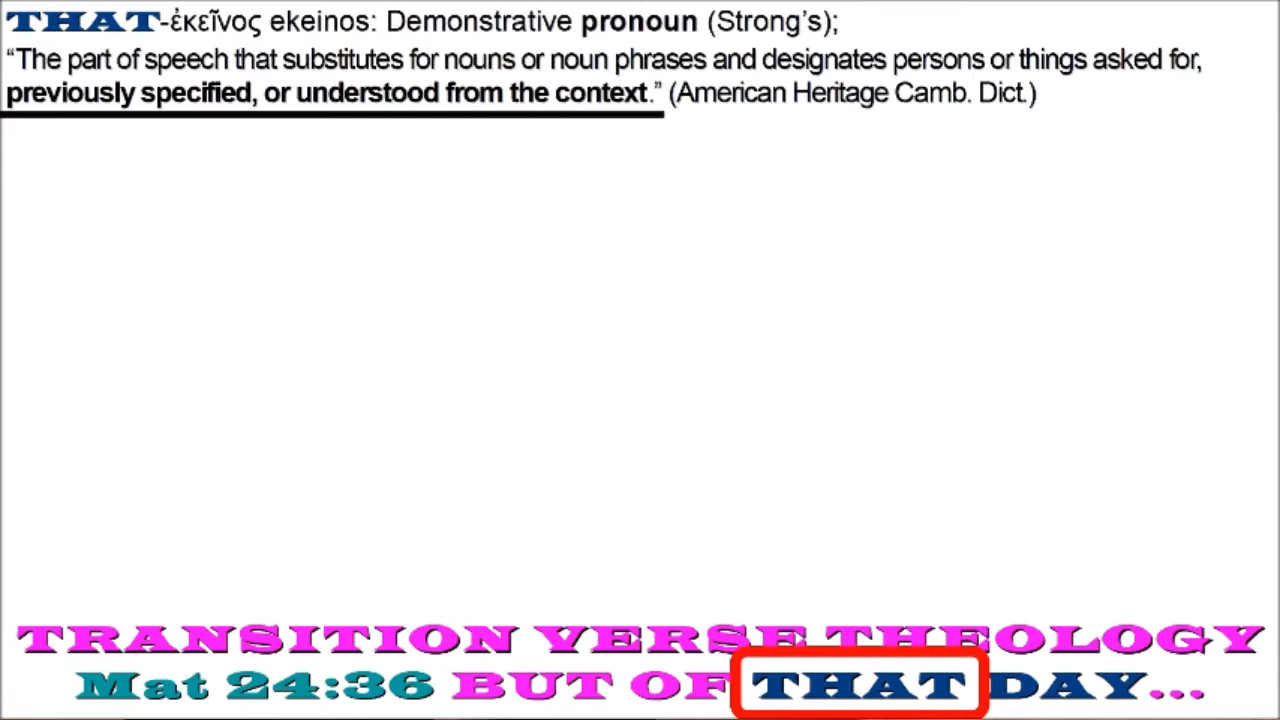 THAT-ἐκεῖνος ekeinos: Demonstrative pronoun (Strong’s);
“The part of speech that substitutes for nouns or noun phrases and designates persons or things asked for,
previously specified, or understood from the context.” (American Heritage Camb. Dict.)
TRANSITION VERSE THEOLOGY
Mat 24:36 BUT OF THAT DAY...